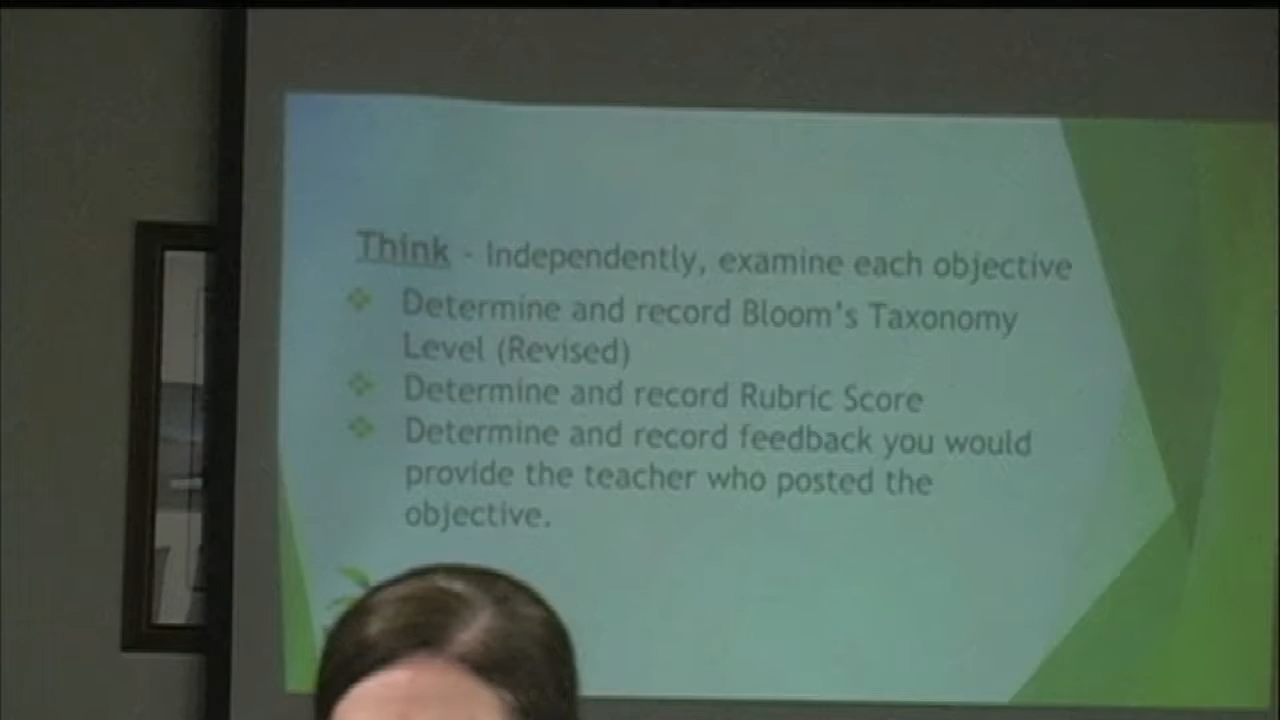 Think - Independently, examine each objective
Determine and record Bloom's Taxonomy
Level (Revised)
Determine and record Rubric Score
Determine and record feedback you would
provide the teacher who posted the
objective.